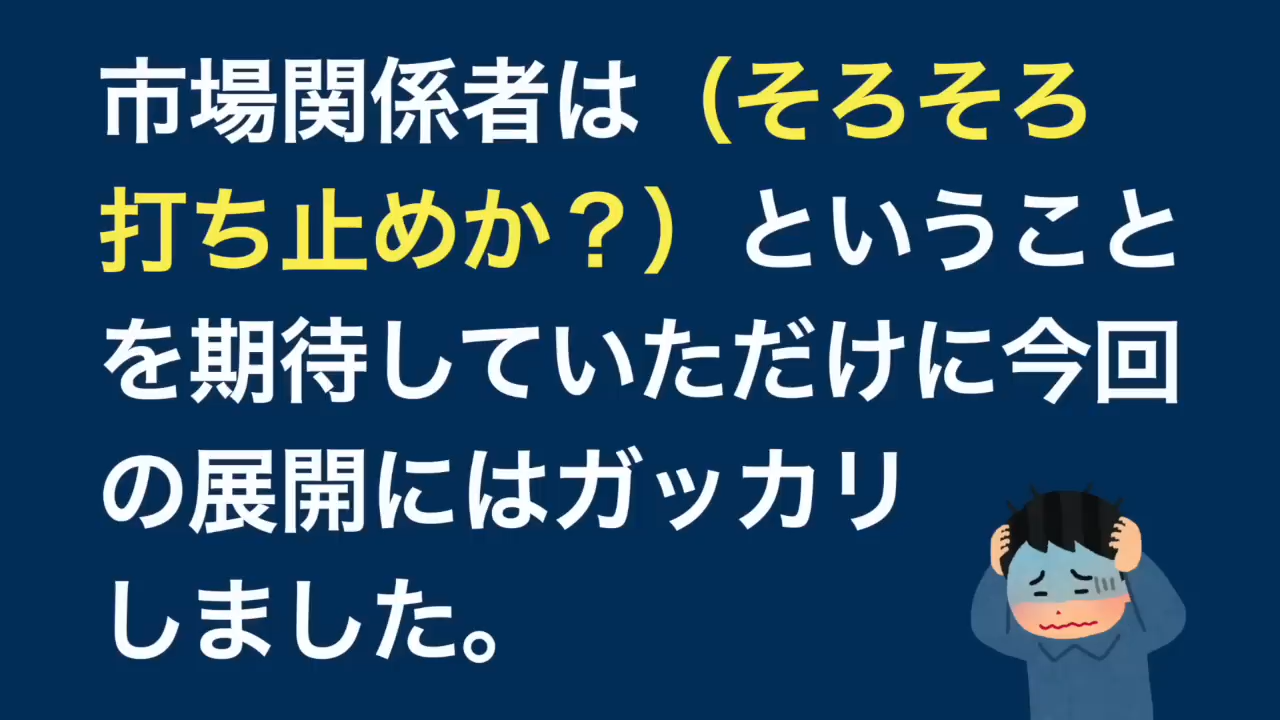 市場関係者は（そろそろ
打ち止めか？）ということ
を期待していただけに今回
の展開にはガッカリ
しました。